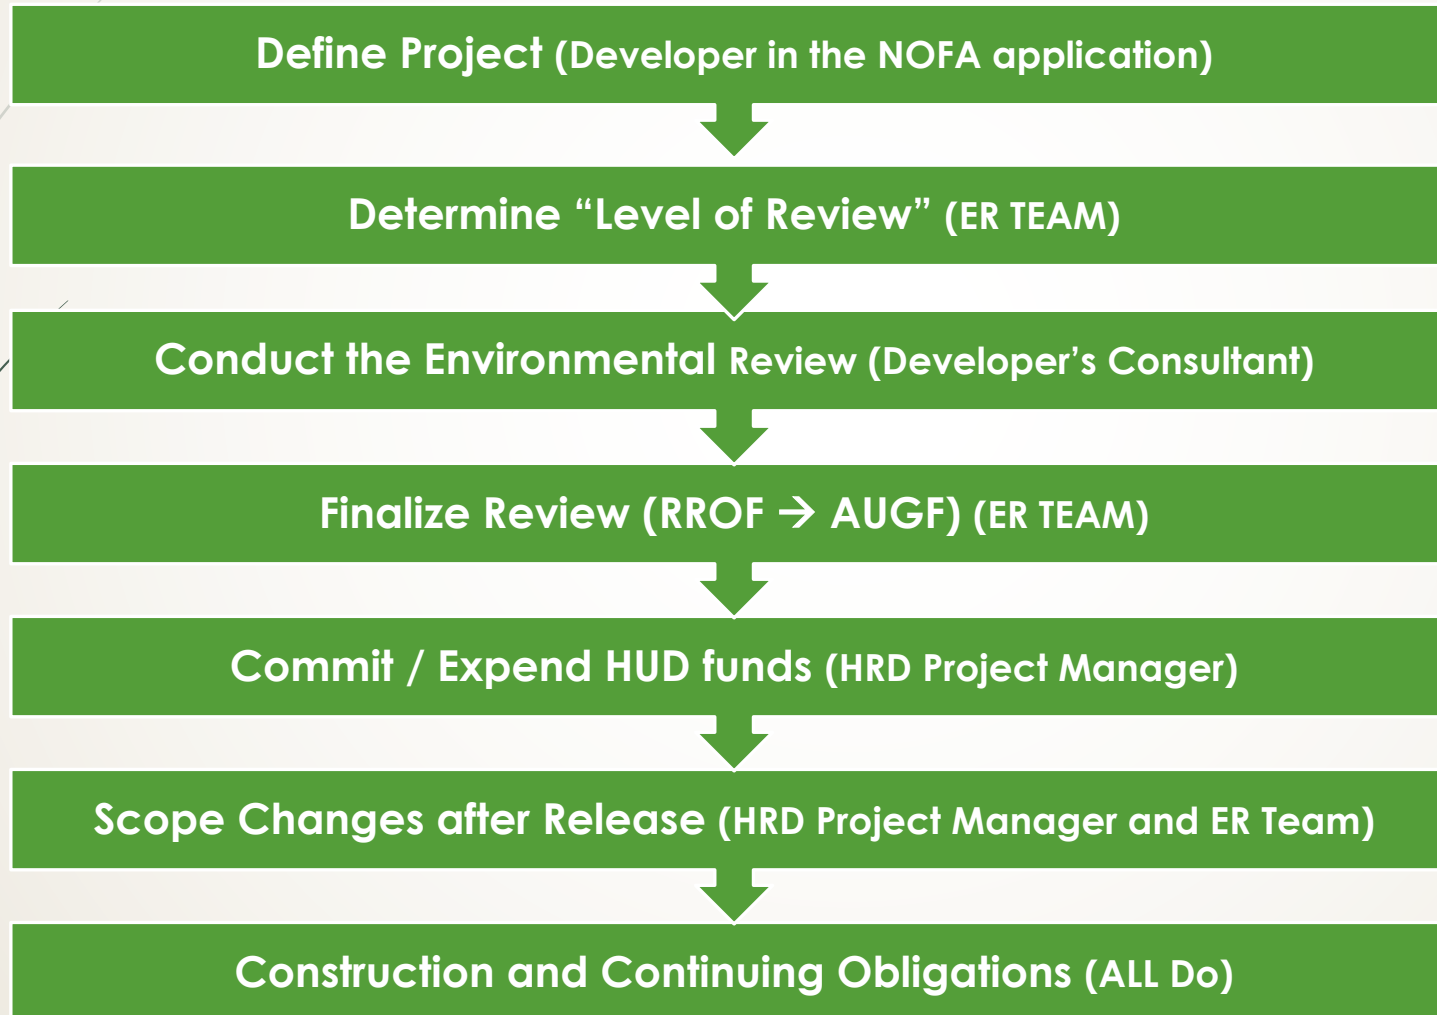 Define Project (Developer in the NOFA application)
Determine “Level of Review” (ER TEAM)
Conduct the Environmental Review (Developer’s Consultant)
Finalize Review (RROF → AUGF) (ER TEAM)
Commit / Expend HUD funds (HRD Project Manager)
Scope Changes after Release (HRD Project Manager and ER Team)
Construction and Continuing Obligations (ALL Do)